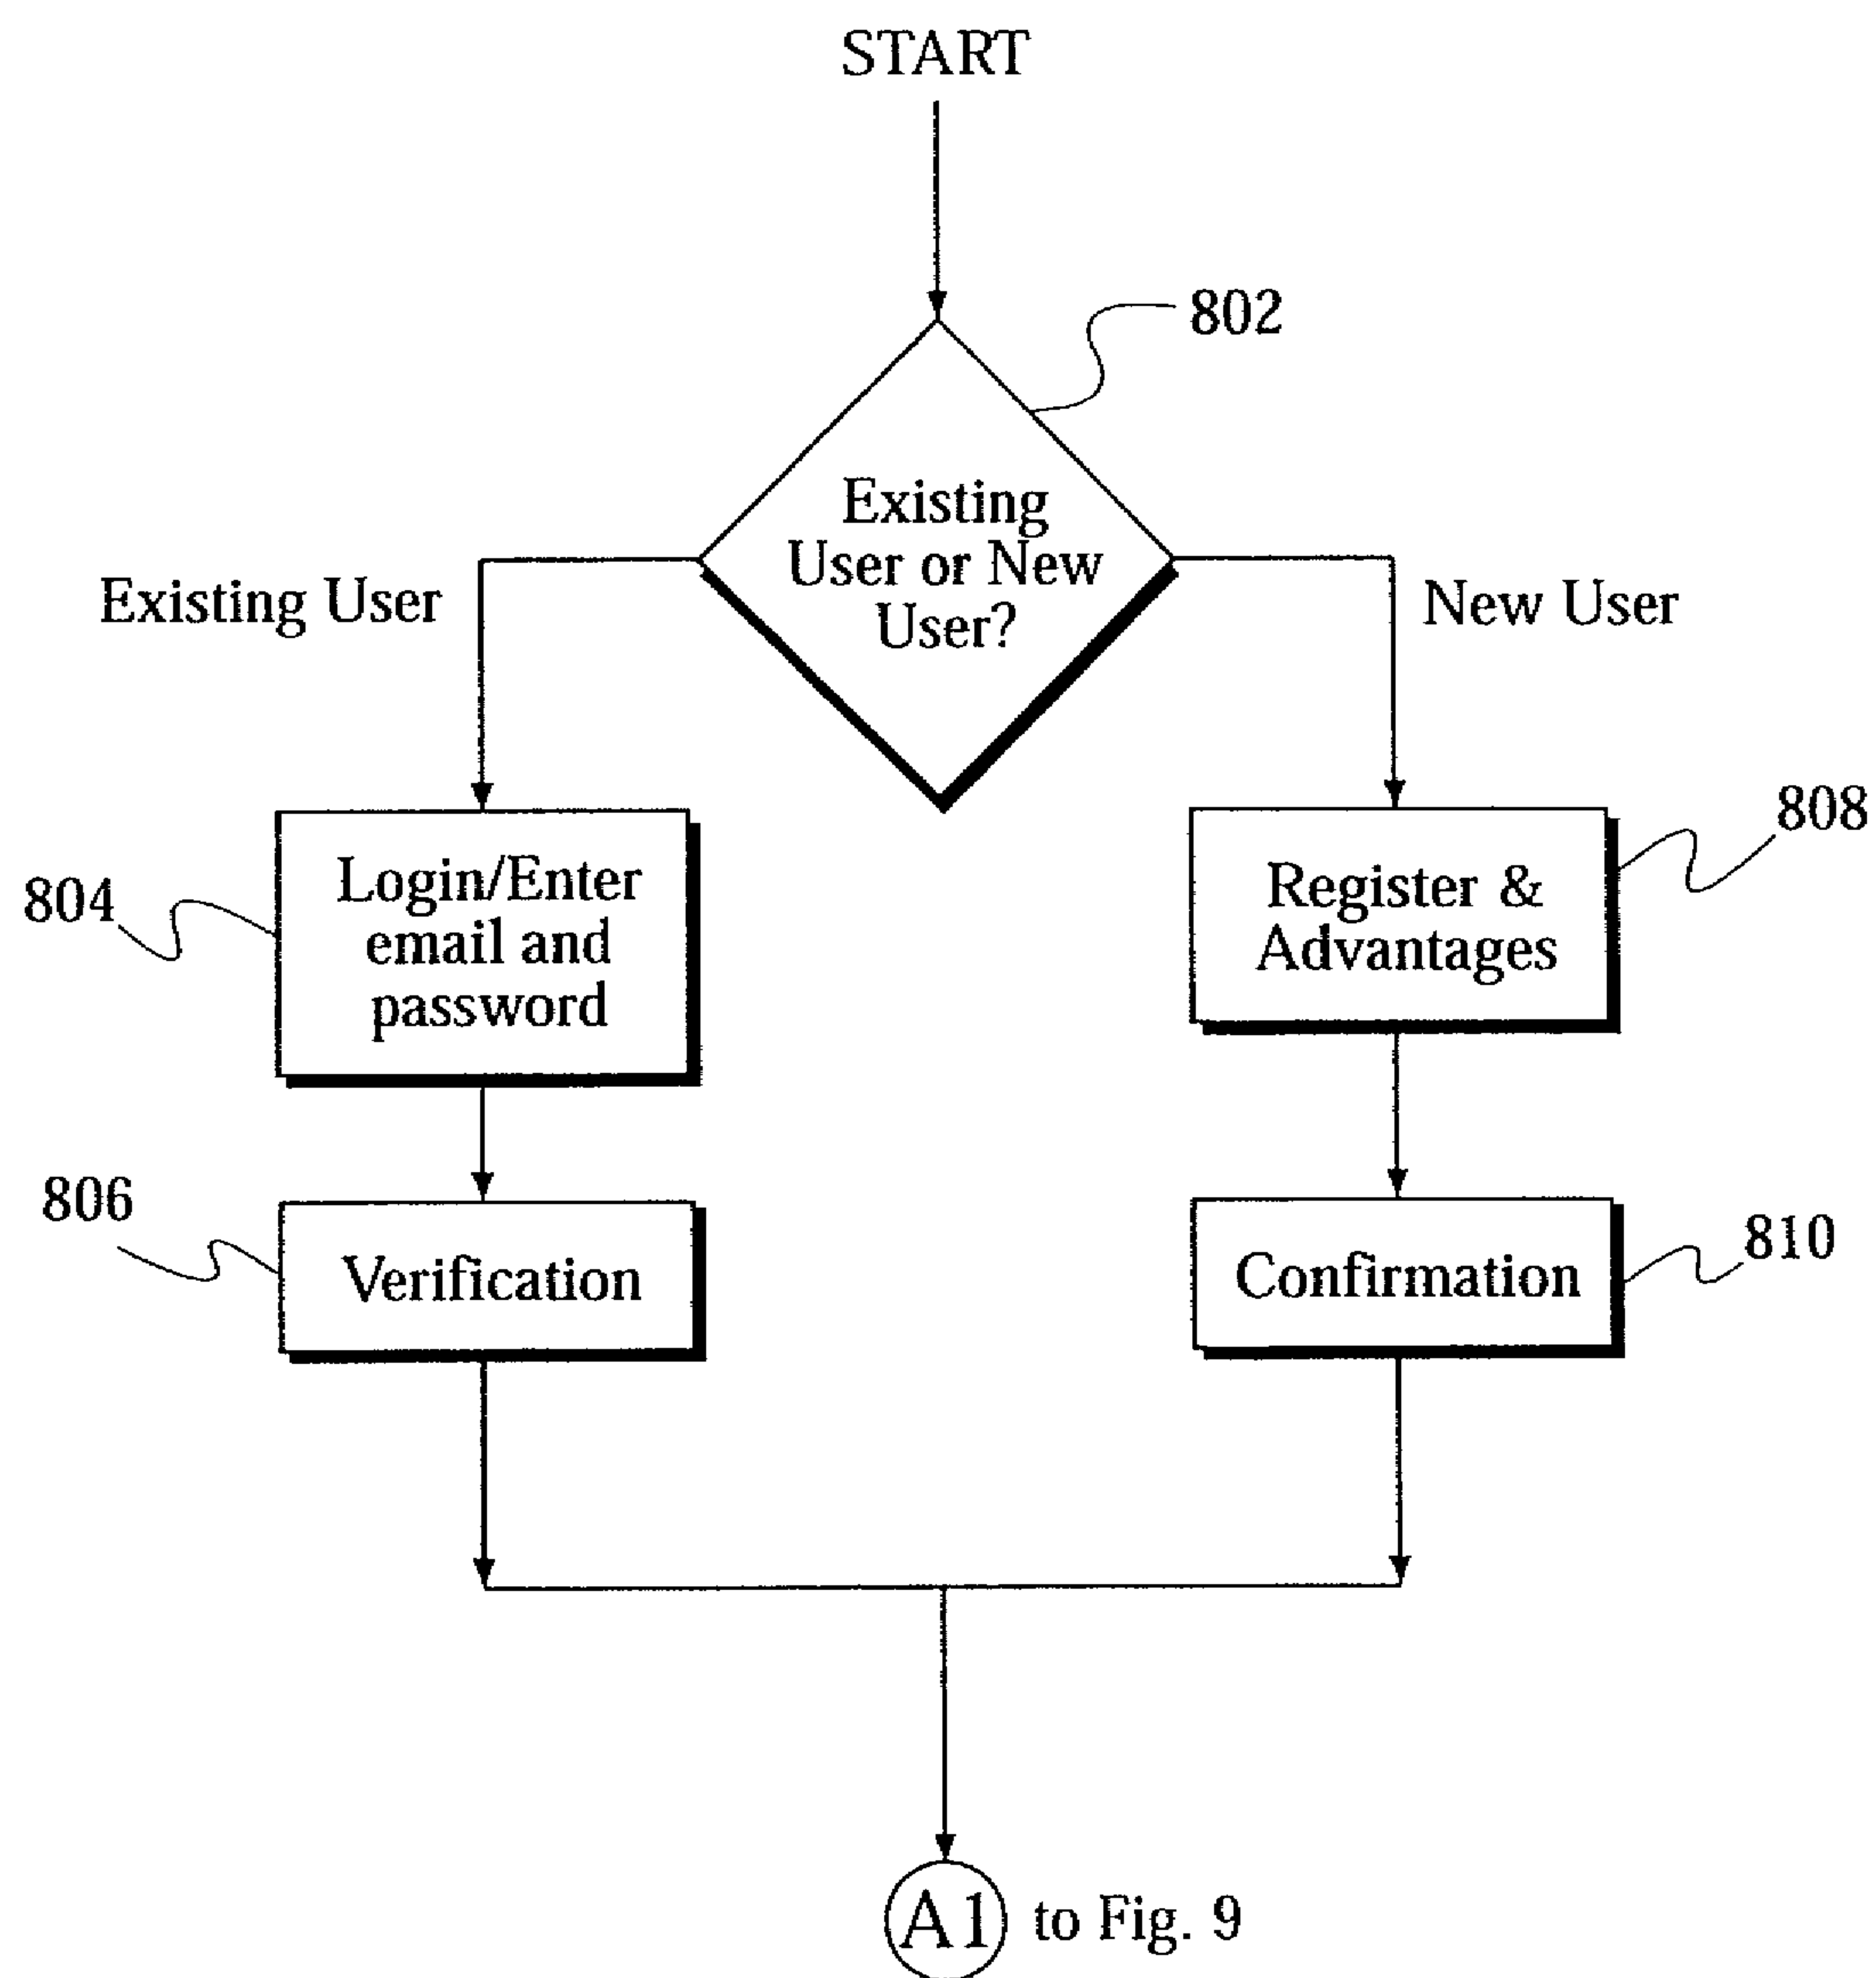 START
802
Existing
User or New
User?
Existing User
New User
804
Login/Enter
email and
password
808
Register &
Advantages
806
Verification
810
Confirmation
A1 to Fig. 9